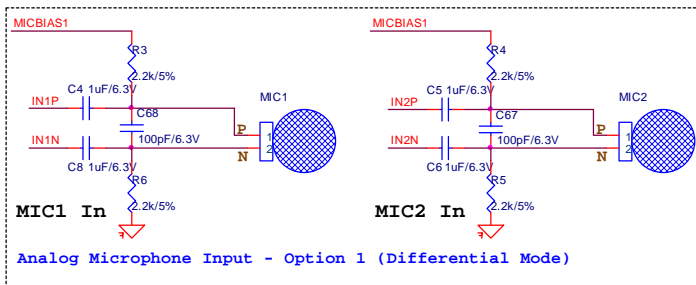 MICBIAS1
R3
2.2k/5%
C4 1uF/6.3V
IN1P
C68
100pF/6.3V
MIC1
P 1
N 2
IN1N
C8 1uF/6.3V
R6
2.2k/5%
MIC1 In
MICBIAS1
R4
2.2k/5%
C5 1uF/6.3V
IN2P
C67
100pF/6.3V
MIC2
P 1
N 2
IN2N
C6 1uF/6.3V
R5
2.2k/5%
MIC2 In
Analog Microphone Input - Option 1 (Differential Mode)